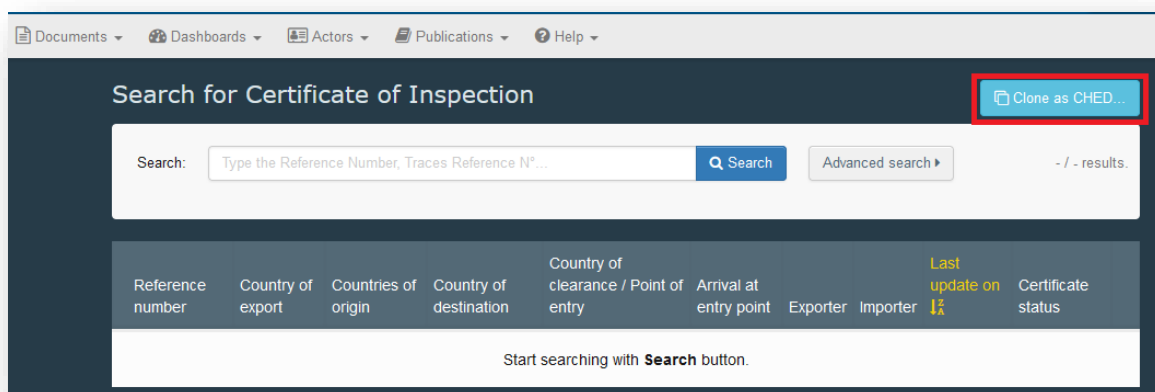 Documents Dashboards Actors Publications Help
Search for Certificate of Inspection
Clone as CHED...
Search: Type the Reference Number, Traces Reference N°... Search Advanced search - / - results.
Reference number
Country of export
Countries of origin
Country of destination
Country of clearance / Point of entry
Arrival at entry point
Exporter
Importer
Last update on
Certificate status
Start searching with Search button.